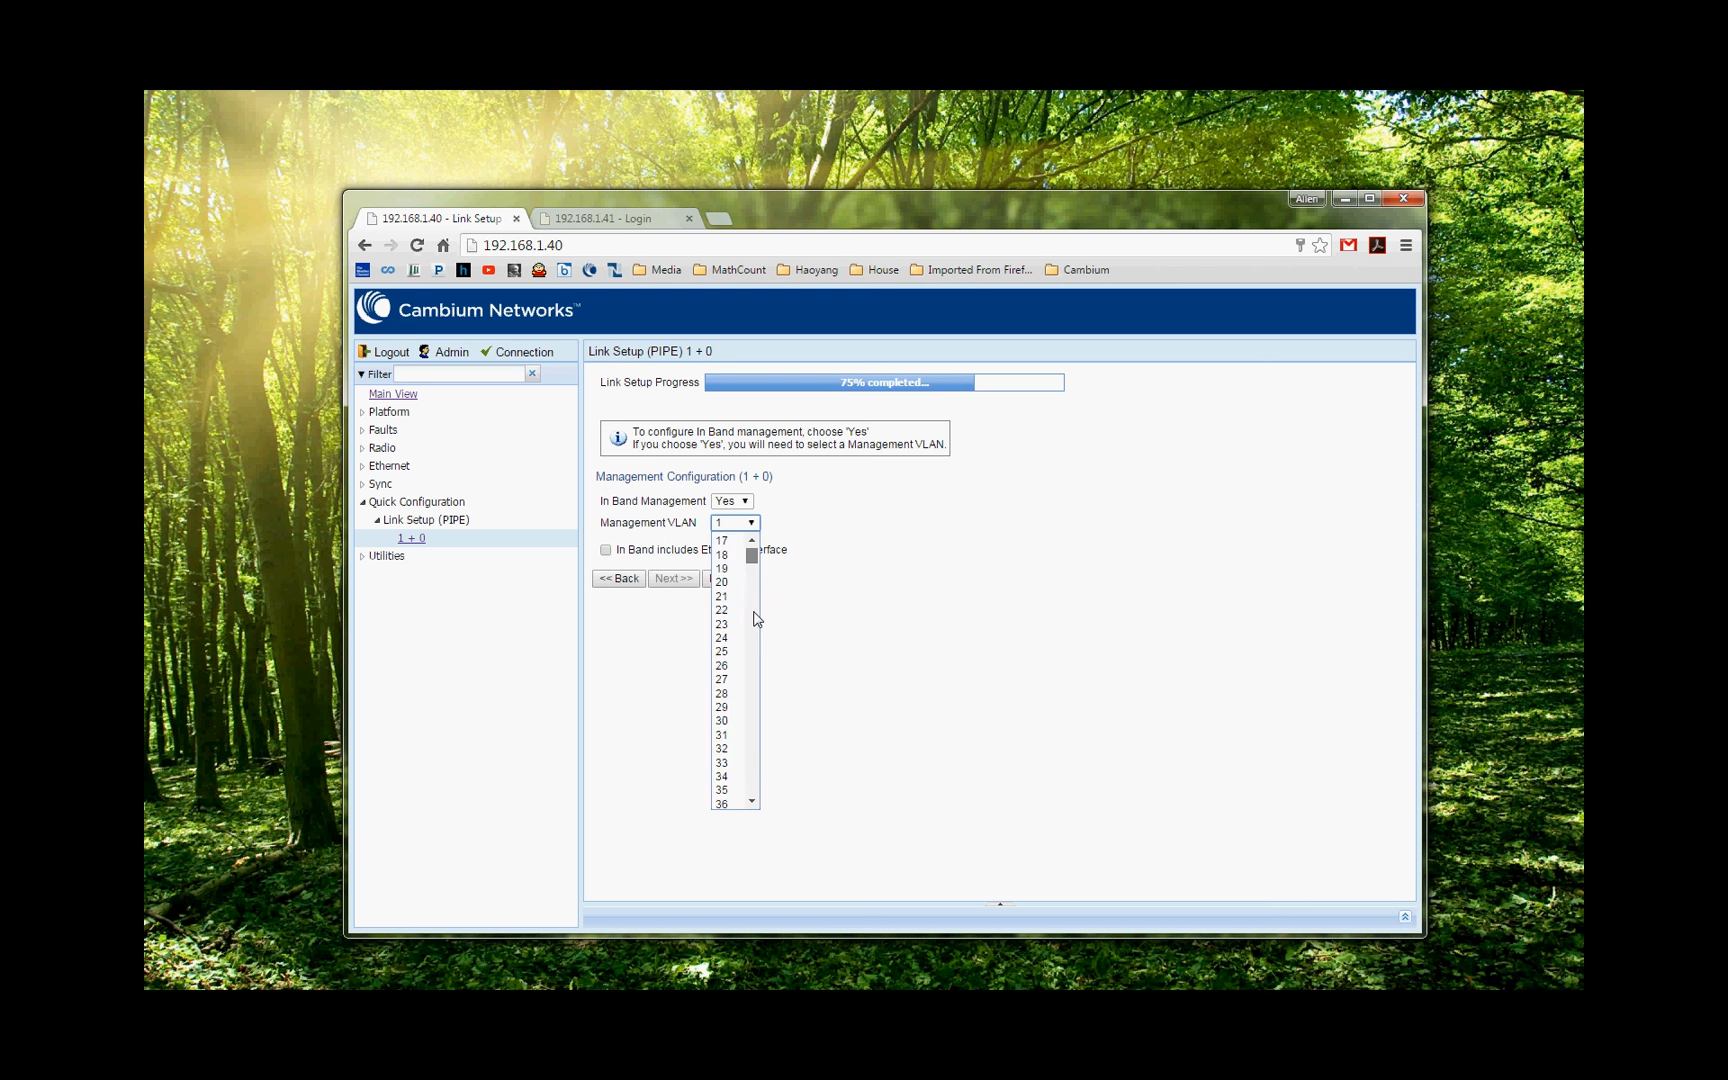 Allen
192.168.1.40 - Link Setup
192.168.1.41 - Login
192.168.1.40
Media
MathCount
Haoyang
House
Imported From Firef...
Cambium
Cambium Networks™
Logout
Admin
Connection
Link Setup (PIPE) 1 + 0
Filter
Link Setup Progress
75% completed...
Main View
Platform
Faults
Radio
Ethernet
Sync
Quick Configuration
Link Setup (PIPE)
1 + 0
Utilities
To configure In Band management, choose 'Yes'
If you choose 'Yes', you will need to select a Management VLAN.
Management Configuration (1 + 0)
In Band Management Yes
Management VLAN 1
In Band includes Et rface
<< Back
Next >>
17
18
19
20
21
22
23
24
25
26
27
28
29
30
31
32
33
34
35
36